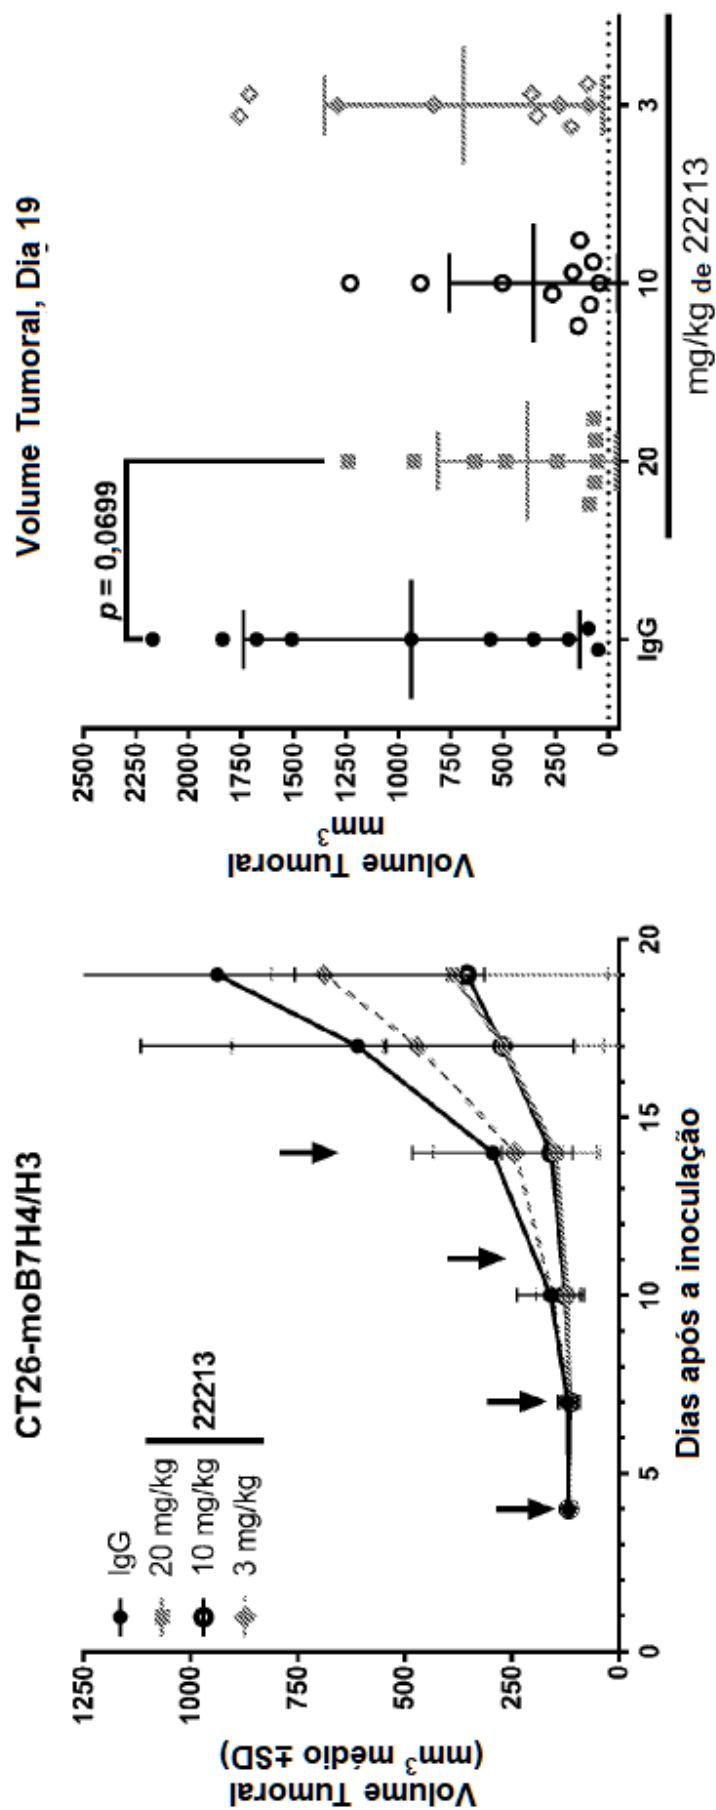 CT26-moB7H4/H3
Volume Tumoral
(mm³ médio ±SD)
1250
1000
750
500
250
0
IgG
20 mg/kg
10 mg/kg
3 mg/kg
22213
0
5
10
15
20
Dias após a inoculação
Volume Tumoral, Dia 19
Volume Tumoral
mm³
2500
2250
2000
1750
1500
1250
1000
750
500
250
0
p = 0,0699
IgG
20
10
3
mg/kg de 22213